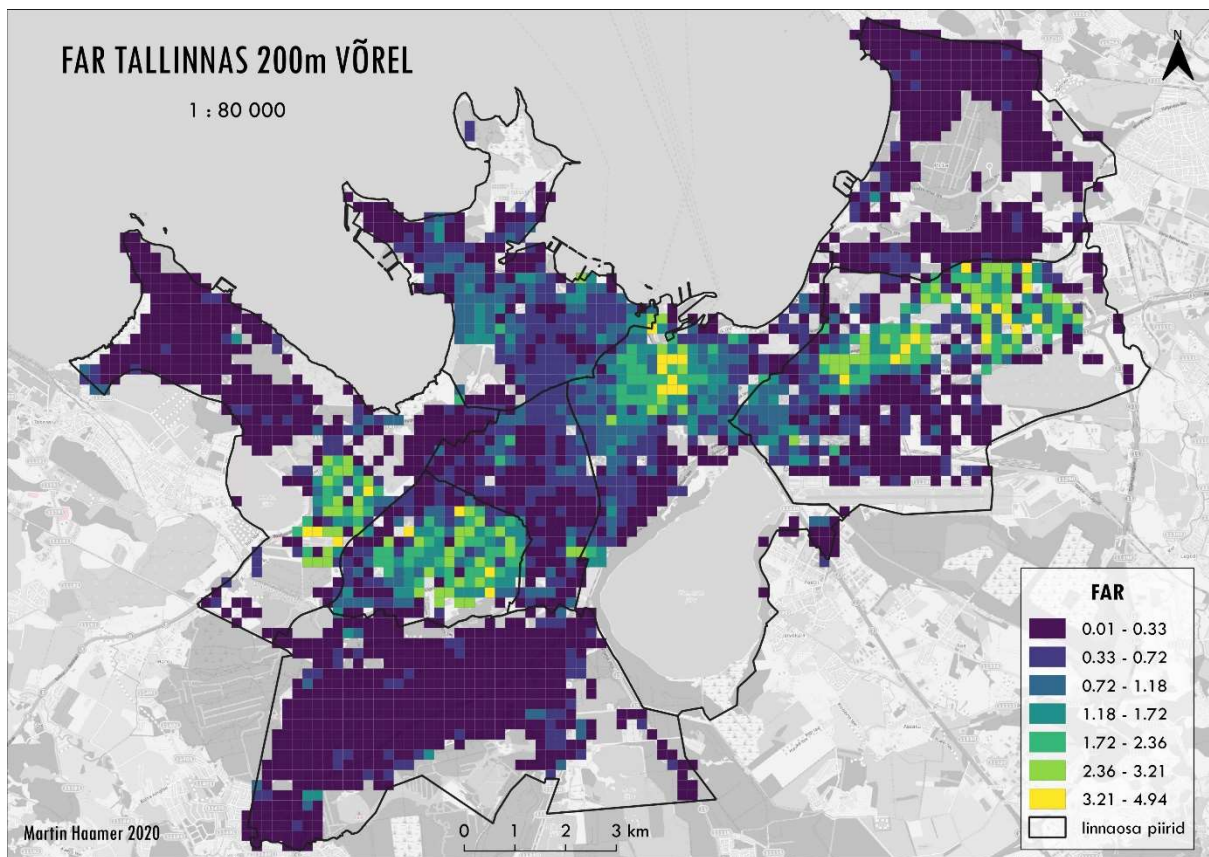 FAR TALLINNAS 200m VÕREL
1 : 80 000
N
FAR
0.01 - 0.33
0.33 - 0.72
0.72 - 1.18
1.18 - 1.72
1.72 - 2.36
2.36 - 3.21
3.21 - 4.94
linnaosa piirid
Martin Haamer 2020
0 1 2 3 km